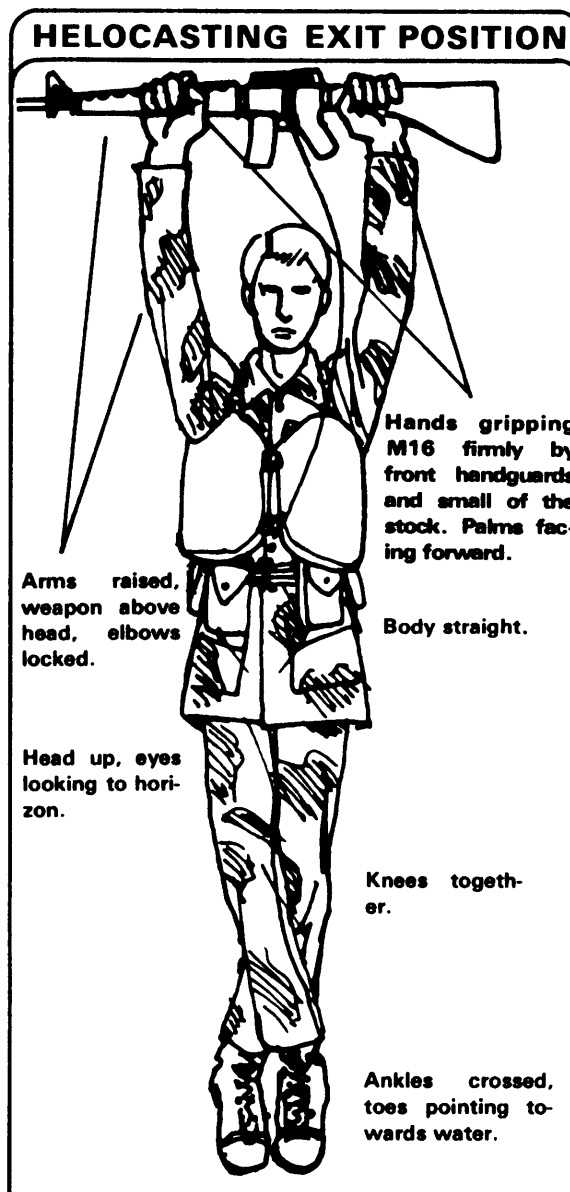 HELOCASTING EXIT POSITION
Hands gripping
M16 firmly by
front handguards
and small of the
stock. Palms fac-
ing forward.
Arms raised,
weapon above
head, elbows
locked.
Body straight.
Head up, eyes
looking to hori-
zon.
Knees togeth-
er.
Ankles crossed,
toes pointing to-
wards water.